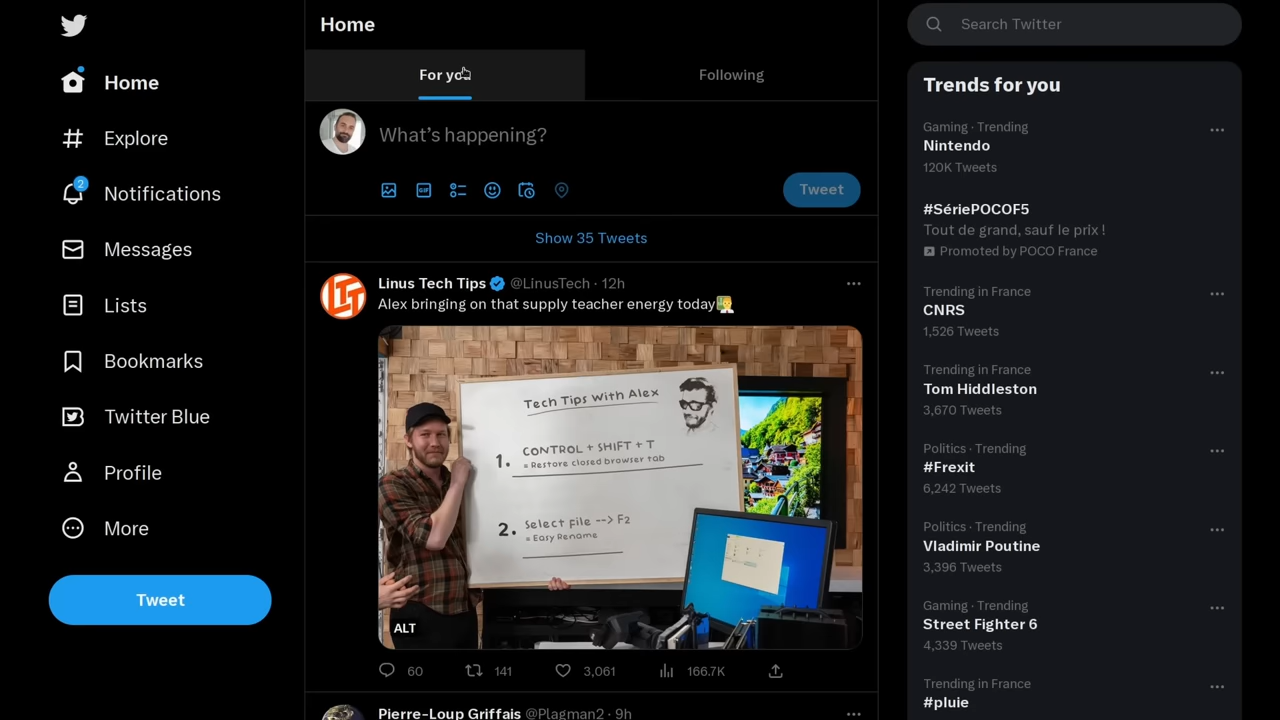 Home
For you
Following
What's happening?
GIF
Tweet
Show 35 Tweets
Linus Tech Tips @LinusTech · 12h
Alex bringing on that supply teacher energy today
LTT
Tech Tips With Alex
1. CONTROL + SHIFT + T
= Restore closed browser tab
2. Select File --> F2
= Easy Rename
ALT
60
141
3,061
166.7K
Pierre-Loup Griffais @Plagman2 · 9h
Home
Explore
2
Notifications
Messages
Lists
Bookmarks
Twitter Blue
Profile
More
Tweet
Search Twitter
Trends for you
Gaming · Trending
Nintendo
120K Tweets
#SériePOCOF5
Tout de grand, sauf le prix !
Promoted by POCO France
Trending in France
CNRS
1,526 Tweets
Trending in France
Tom Hiddleston
3,670 Tweets
Politics · Trending
#Frexit
6,242 Tweets
Politics · Trending
Vladimir Poutine
3,396 Tweets
Gaming · Trending
Street Fighter 6
4,339 Tweets
Trending in France
#pluie